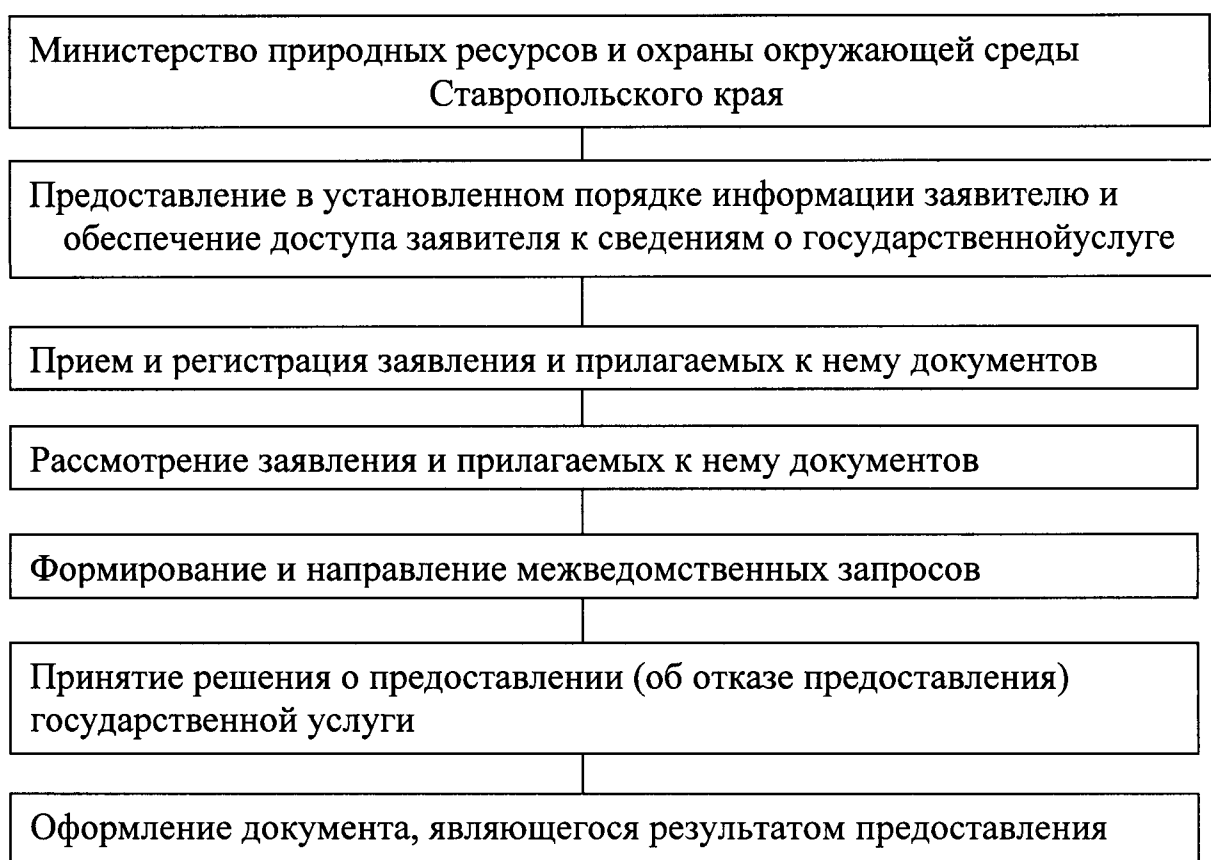 Министерство природных ресурсов и охраны окружающей среды
Ставропольского края
Предоставление в установленном порядке информации заявителю и
обеспечение доступа заявителя к сведениям о государственнойуслуге
Прием и регистрация заявления и прилагаемых к нему документов
Рассмотрение заявления и прилагаемых к нему документов
Формирование и направление межведомственных запросов
Принятие решения о предоставлении (об отказе предоставления)
государственной услуги
Оформление документа, являющегося результатом предоставления